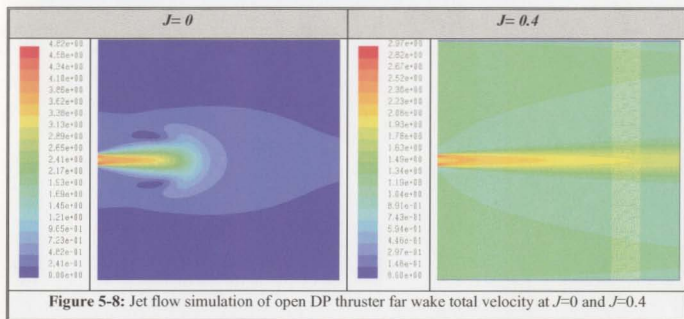 J= 0
J= 0.4
4.82e+00
4.58e+00
4.34e+00
4.10e+00
3.86e+00
3.62e+00
3.38e+00
3.13e+00
2.89e+00
2.65e+00
2.41e+00
2.17e+00
1.93e+00
1.69e+00
1.45e+00
1.21e+00
9.65e-01
7.23e-01
4.82e-01
2.41e-01
0.00e+00
2.97e+00
2.82e+00
2.67e+00
2.52e+00
2.38e+00
2.23e+00
2.08e+00
1.93e+00
1.78e+00
1.63e+00
1.49e+00
1.34e+00
1.19e+00
1.04e+00
8.91e-01
7.43e-01
5.94e-01
4.46e-01
2.97e-01
1.48e-01
0.00e+00
Figure 5-8: Jet flow simulation of open DP thruster far wake total velocity at J=0 and J=0.4